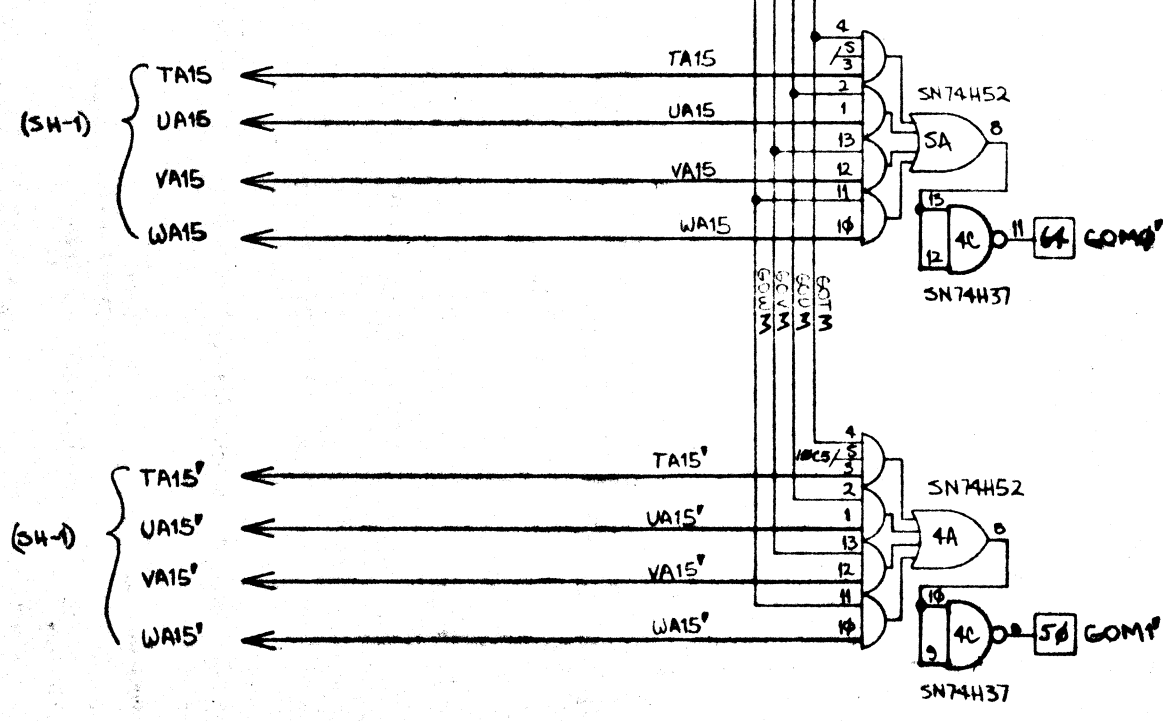 4
/5
TA15 TA15 3
2 SN74H52
(SH-1) UA15 UA15 1 8
13 5A
VA15 VA15 12
11 13
WA15 WA15 10 4C 11 64 GOM0'
12
SN74H37
GOW3 GOV3 GOU3 GOT3
4
10C5/5
TA15' TA15' 3
2 SN74H52
UA15' UA15' 1 8
(SH-1) 13 4A
VA15' VA15' 12
11 10
WA15' WA15' 10 4C 8 50 GOM1'
9
SN74H37